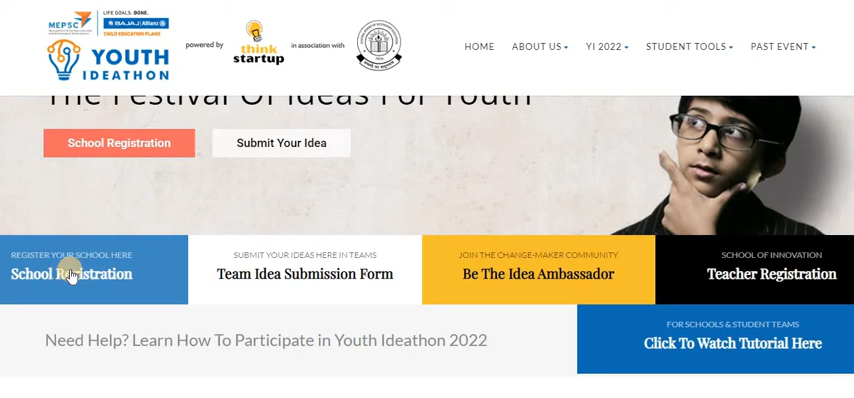 MEPSC
LIFE GOALS. DONE.
BAJAJ Allianz
CHILD EDUCATION PLANS
YOUTH
IDEATHON
powered by
think
startup
in association with
HOME
ABOUT US
YI 2022
STUDENT TOOLS
PAST EVENT
The Festival Of Ideas For Youth
School Registration
Submit Your Idea
REGISTER YOUR SCHOOL HERE
School Registration
SUBMIT YOUR IDEAS HERE IN TEAMS
Team Idea Submission Form
JOIN THE CHANGE-MAKER COMMUNITY
Be The Idea Ambassador
SCHOOL OF INNOVATION
Teacher Registration
Need Help? Learn How To Participate in Youth Ideathon 2022
FOR SCHOOLS & STUDENT TEAMS
Click To Watch Tutorial Here